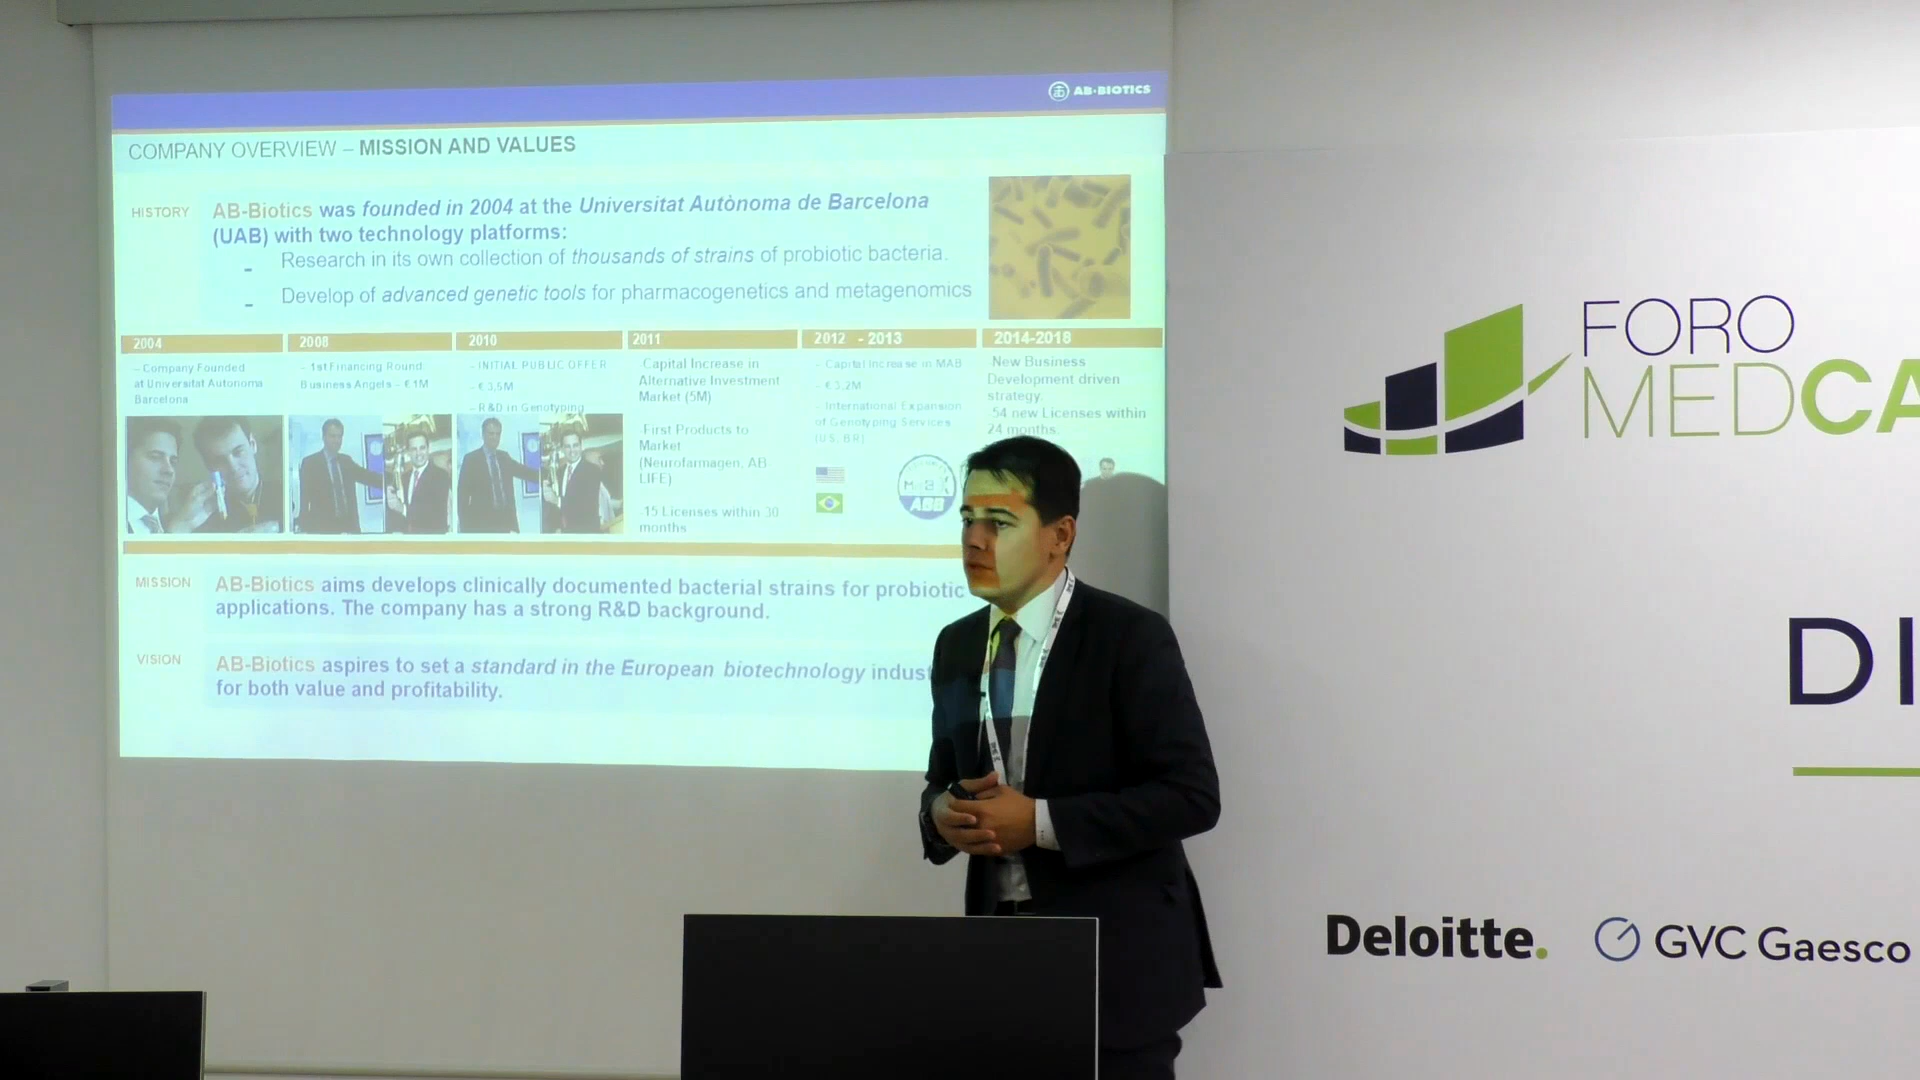 AB·BIOTICS
COMPANY OVERVIEW – MISSION AND VALUES
HISTORY
AB-Biotics was founded in 2004 at the Universitat Autònoma de Barcelona
(UAB) with two technology platforms:
- Research in its own collection of thousands of strains of probiotic bacteria.
- Develop of advanced genetic tools for pharmacogenetics and metagenomics
2004
– Company Founded
at Universitat Autonoma
Barcelona
2008
- 1st Financing Round
Business Angels – € 1M
2010
- INITIAL PUBLIC OFFER
- € 3,5M
- R&D in Genotyping
2011
-Capital Increase in
Alternative Investment
Market (5M)
-First Products to
Market
(Neurofarmagen, AB-
LIFE)
-15 Licenses within 30
months
2012 - 2013
- Capital Increase in MAB
- € 3,2M
- International Expansion
of Genotyping Services
(US, BR)
ABB
2014-2018
-New Business
Development driven
strategy.
-54 new Licenses within
24 months.
MISSION
AB-Biotics aims develops clinically documented bacterial strains for probiotic
applications. The company has a strong R&D background.
VISION
AB-Biotics aspires to set a standard in the European biotechnology indust
for both value and profitability.
FORO
MEDCA
DI
Deloitte.
GVC Gaesco